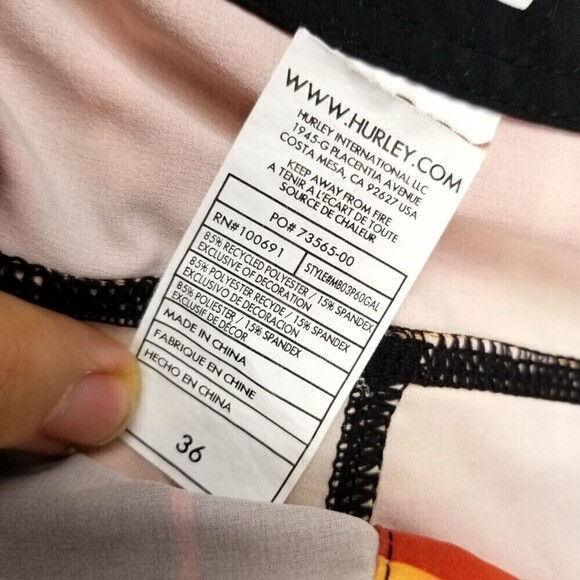 WWW.HURLEY.COM
HURLEY INTERNATIONAL LLC
1945-G PLACENTIA AVENUE
COSTA MESA, CA 92627 USA
KEEP AWAY FROM FIRE
A TENIR A L'ECART DE TOUTE
SOURCE DE CHALEUR
PO# 73565-00
RN#100691
STYLE#MB03P60GAL
85% RECYCLED POLYESTER / 15% SPANDEX
EXCLUSIVE OF DECORATION
85% POLYESTER RECYDE / 15% SPANDEX
EXCLUSIVO DE DECORACION
85% POLIESTER / 15% SPANDEX
EXCLUSIF DE DÉCOR
MADE IN CHINA
FABRIQUE EN CHINE
HECHO EN CHINA
36